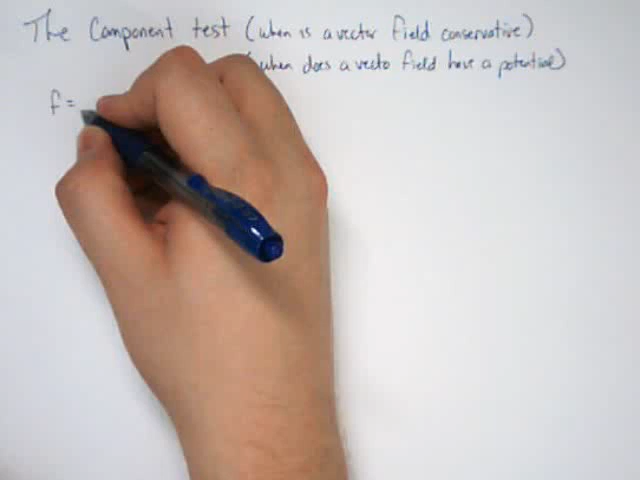 The Component test (when is a vector field conservative)
(when does a vecto field have a potential)
F =